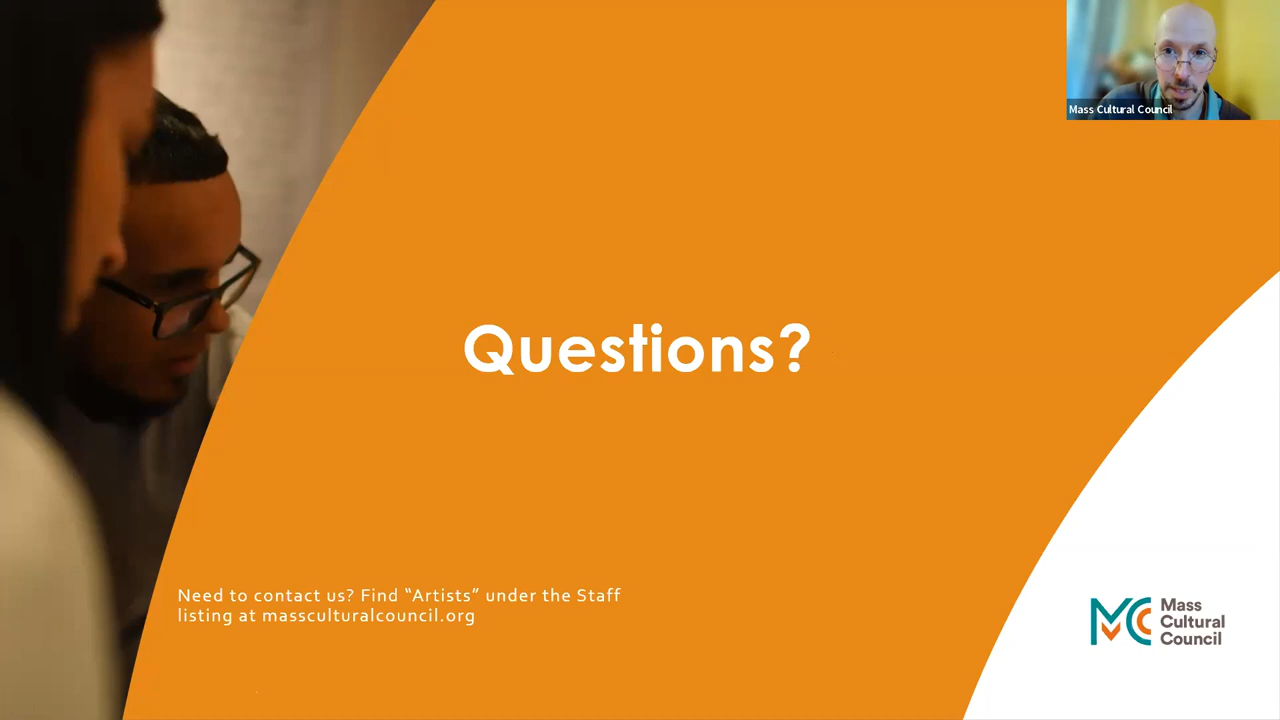 Mass Cultural Council
Questions?
Need to contact us? Find “Artists” under the Staff
listing at massculturalcouncil.org
MCC
Mass
Cultural
Council